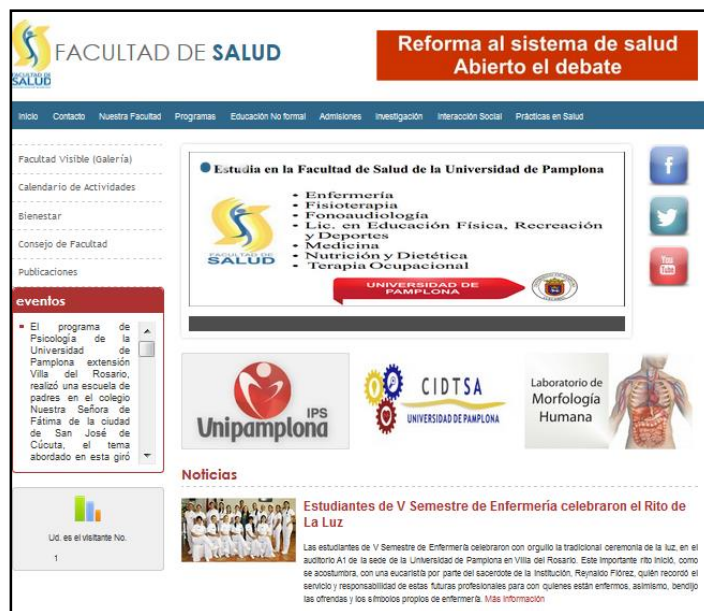 FACULTAD DE SALUD
FACULTAD DE
SALUD
Reforma al sistema de salud
Abierto el debate
Inicio Contacto Nuestra Facultad Programas Educación No formal Admisiones Investigación Interacción Social Prácticas en Salud
Facultad Visible (Galería)
Calendario de Actividades
Bienestar
Consejo de Facultad
Publicaciones
eventos
El programa de
Psicología de la
Universidad de
Pamplona extensión
Villa del Rosario,
realizó una escuela de
padres en el colegio
Nuestra Señora de
Fátima de la ciudad
de San José de
Cúcuta, el tema
abordado en esta giró
Ud. es el visitante No.
1
Estudia en la Facultad de Salud de la Universidad de Pamplona
• Enfermería
• Fisioterapia
• Fonoaudiología
• Lic. en Educación Física, Recreación
y Deportes
• Medicina
• Nutrición y Dietética
• Terapia Ocupacional
FACULTAD DE
SALUD
UNIVERSIDAD DE
PAMPLONA
f
You
Tube
IPS
Unipamplona
CIDTSA
UNIVERSIDAD DE PAMPLONA
Laboratorio de
Morfología
Humana
Noticias
Estudiantes de V Semestre de Enfermería celebraron el Rito de
La Luz
Las estudiantes de V Semestre de Enfermería celebraron con orgullo la tradicional ceremonia de la luz, en el
auditorio A1 de la sede de la Universidad de Pamplona en Villa del Rosario. Este importante rito inició, como
se acostumbra, con una eucaristía por parte del sacerdote de la Institución, Reynaldo Flórez, quién recordó el
servicio y responsabilidad de estas futuras profesionales para con quienes están enfermos, asimismo, bendijo
las ofrendas y los símbolos propios de enfermería. Más información